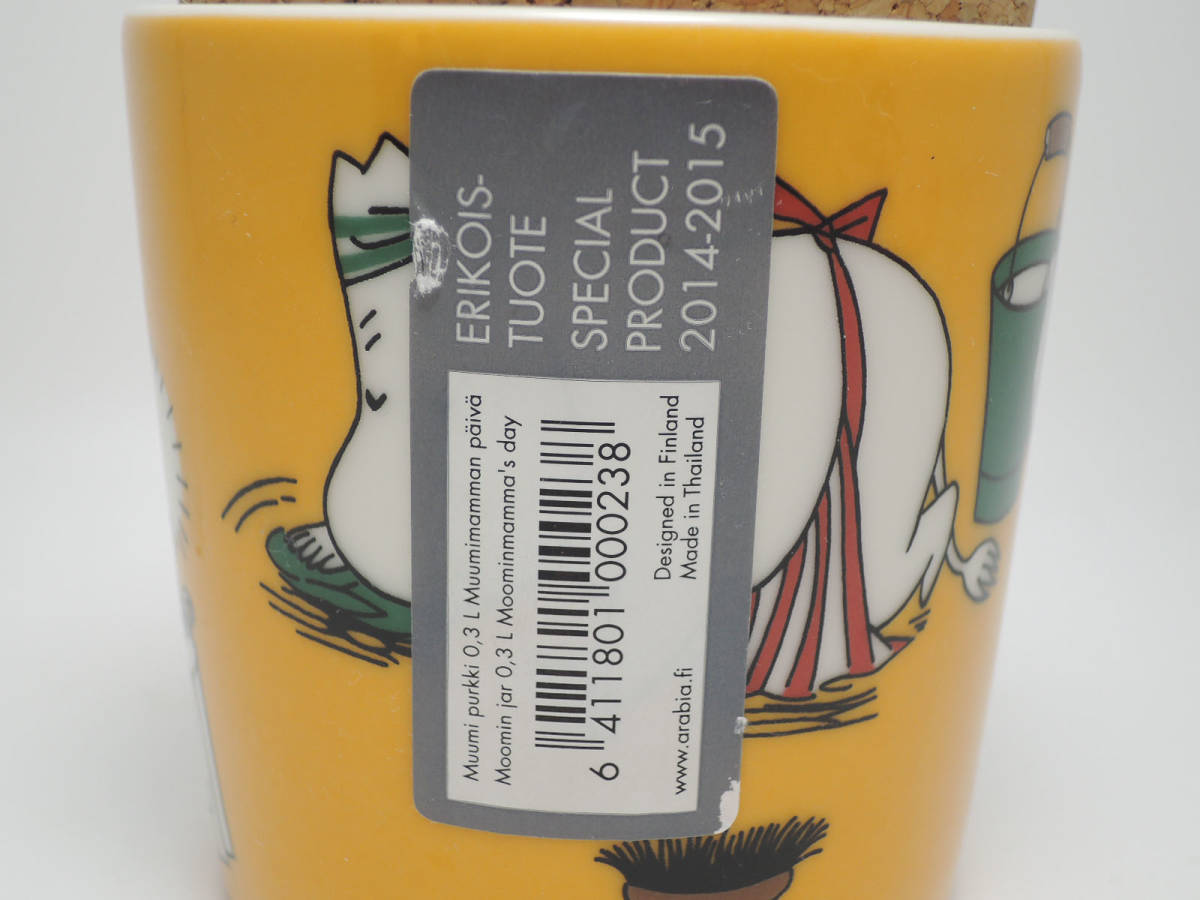 ERIKOIS-
TUOTE
SPECIAL
PRODUCT
2014-2015
Muumi purkki 0,3 L Muumimamman päivä
Moomin jar 0,3 L Moominmamma's day
6 411801 000238
Designed in Finland
Made in Thailand
www.arabia.fi